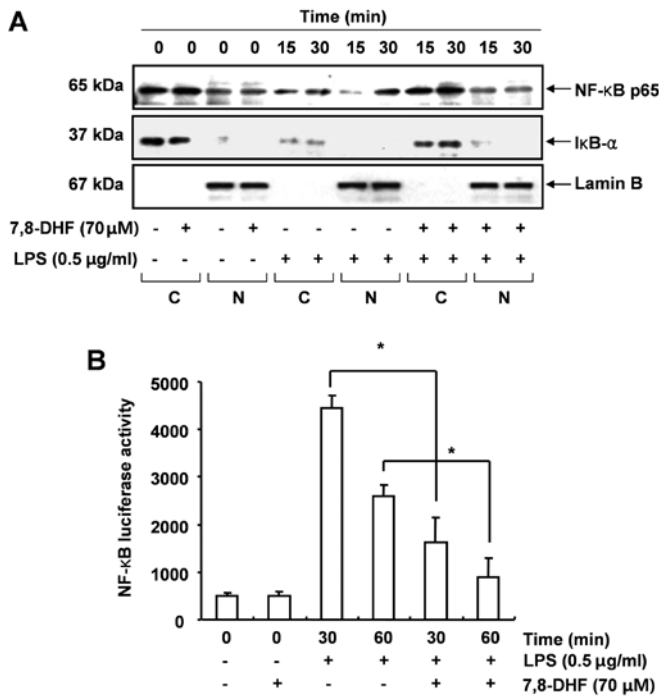 A
Time (min)
0 0 0 0 15 30 15 30 15 30 15 30
65 kDa NF-κB p65
37 kDa IκB-α
67 kDa Lamin B
7,8-DHF (70 μM) - + - + - - - - + + + +
LPS (0.5 μg/ml) - - - - + + + + + + + +
C N C N C N
B
NF-κB luciferase activity
5000
4000
3000
2000
1000
0
* *
0 0 30 60 30 60 Time (min)
- - + + + + LPS (0.5 μg/ml)
- + - - + + 7,8-DHF (70 μM)